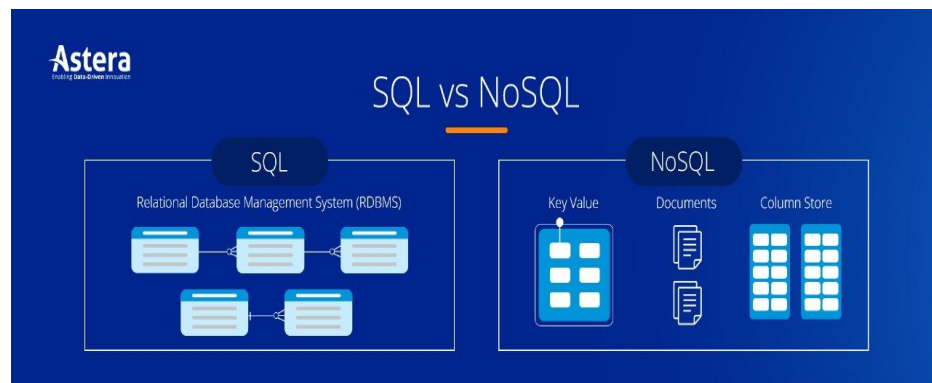 Astera
Enabling Data-Driven Innovation
SQL vs NoSQL
SQL
Relational Database Management System (RDBMS)
NoSQL
Key Value
Documents
Column Store